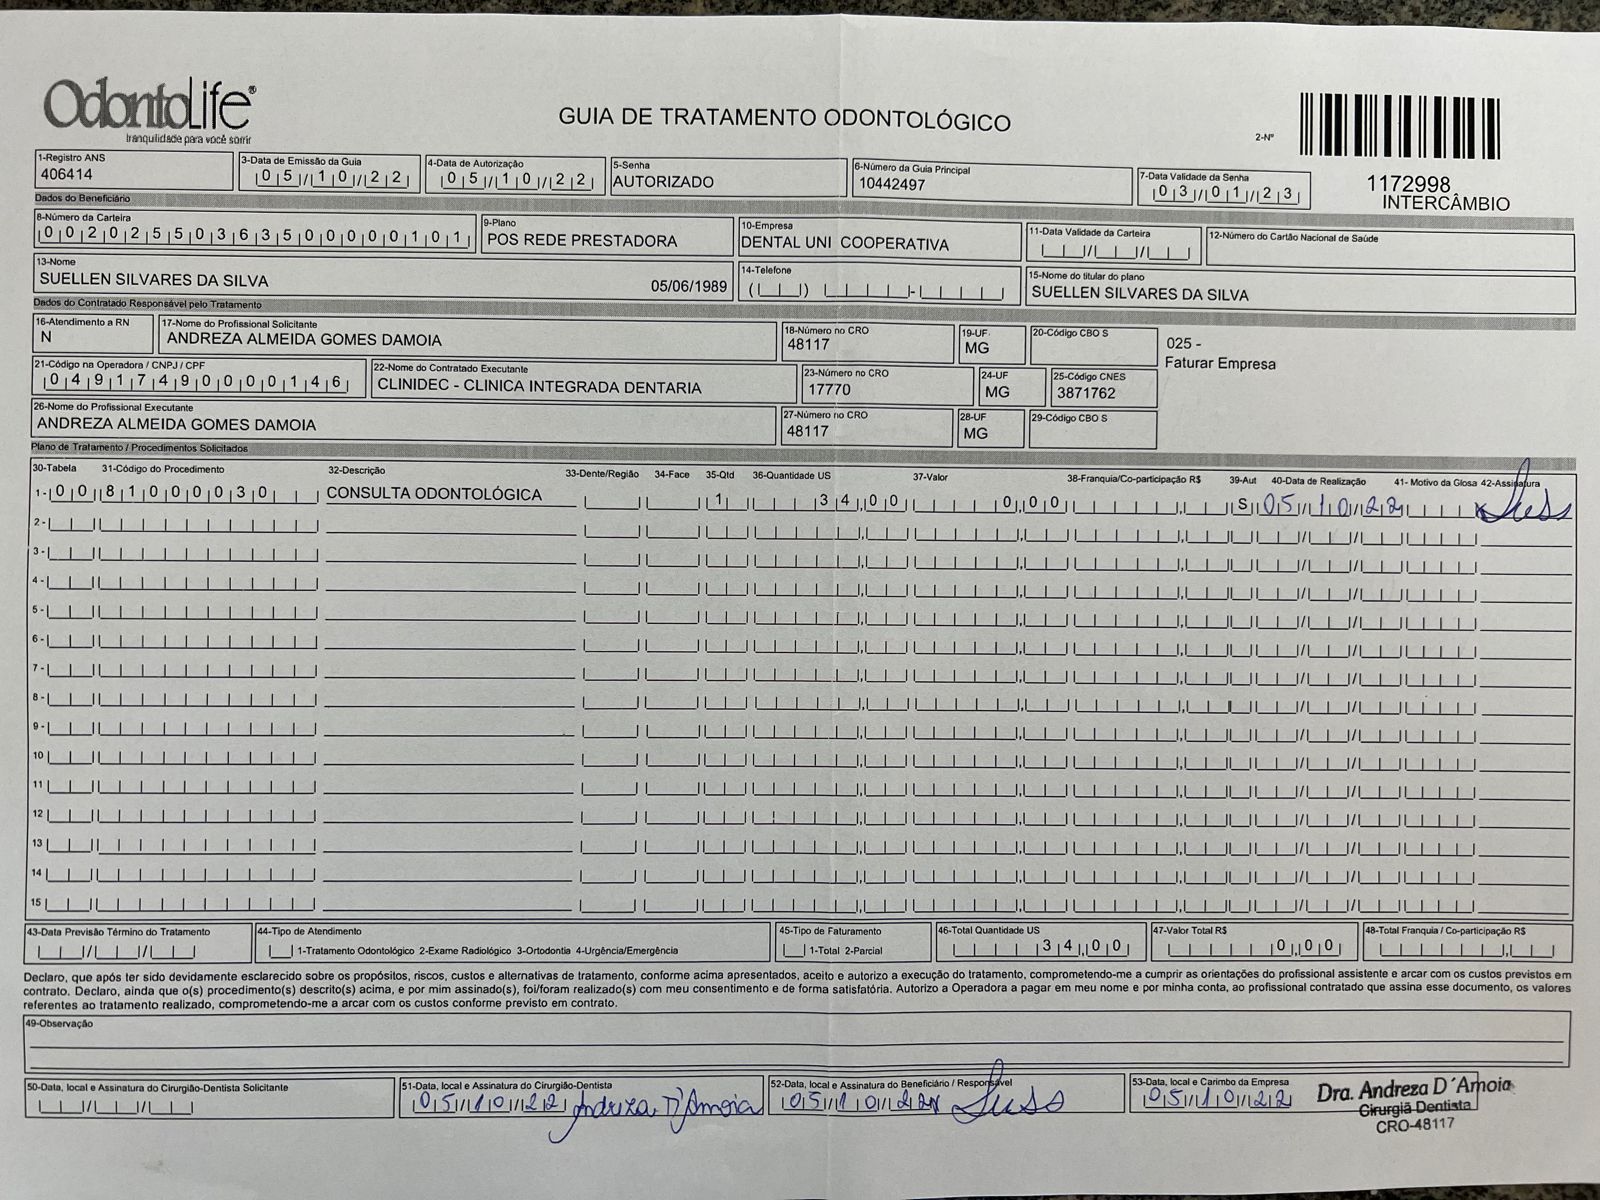 OdontoLife®
tranquilidade para você sorrir
GUIA DE TRATAMENTO ODONTOLÓGICO
2-Nº
1172998
INTERCÂMBIO
1-Registro ANS
406414
3-Data de Emissão da Guia
05/10/22
4-Data de Autorização
05/10/22
5-Senha
AUTORIZADO
6-Número da Guia Principal
10442497
7-Data Validade da Senha
03/01/23
Dados do Beneficiário
8-Número da Carteira
00202550363500000101
9-Plano
POS REDE PRESTADORA
10-Empresa
DENTAL UNI COOPERATIVA
11-Data Validade da Carteira
12-Número do Cartão Nacional de Saúde
13-Nome
SUELLEN SILVARES DA SILVA 05/06/1989
14-Telefone
15-Nome do titular do plano
SUELLEN SILVARES DA SILVA
Dados do Contratado Responsável pelo Tratamento
16-Atendimento a RN
N
17-Nome do Profissional Solicitante
ANDREZA ALMEIDA GOMES DAMOIA
18-Número no CRO
48117
19-UF
MG
20-Código CBO S
025 -
Faturar Empresa
21-Código na Operadora / CNPJ / CPF
04917490000146
22-Nome do Contratado Executante
CLINIDEC - CLINICA INTEGRADA DENTARIA
23-Número no CRO
17770
24-UF
MG
25-Código CNES
3871762
26-Nome do Profissional Executante
ANDREZA ALMEIDA GOMES DAMOIA
27-Número no CRO
48117
28-UF
MG
29-Código CBO S
Plano de Tratamento / Procedimentos Solicitados
30-Tabela 31-Código do Procedimento 32-Descrição 33-Dente/Região 34-Face 35-Qtd 36-Quantidade US 37-Valor 38-Franquia/Co-participação R$ 39-Aut 40-Data de Realização 41- Motivo da Glosa 42-Assinatura
1- 00 81000030 CONSULTA ODONTOLÓGICA 1 34,00 0,00 S 05/10/22
2-
3-
4-
5-
6-
7-
8-
9-
10
11
12
13
14
15
43-Data Previsão Término do Tratamento
44-Tipo de Atendimento
1-Tratamento Odontológico 2-Exame Radiológico 3-Ortodontia 4-Urgência/Emergência
45-Tipo de Faturamento
1-Total 2-Parcial
46-Total Quantidade US
34,00
47-Valor Total R$
0,00
48-Total Franquia / Co-participação R$
Declaro, que após ter sido devidamente esclarecido sobre os propósitos, riscos, custos e alternativas de tratamento, conforme acima apresentados, aceito e autorizo a execução do tratamento, comprometendo-me a cumprir as orientações do profissional assistente e arcar com os custos previstos em
contrato. Declaro, ainda que o(s) procedimento(s) descrito(s) acima, e por mim assinado(s), foi/foram realizado(s) com meu consentimento e de forma satisfatória. Autorizo a Operadora a pagar em meu nome e por minha conta, ao profissional contratado que assina esse documento, os valores
referentes ao tratamento realizado, comprometendo-me a arcar com os custos conforme previsto em contrato.
49-Observação
50-Data, local e Assinatura do Cirurgião-Dentista Solicitante
51-Data, local e Assinatura do Cirurgião-Dentista
05/10/22 Andreza D'Amoia
52-Data, local e Assinatura do Beneficiário / Responsável
05/10/22
53-Data, local e Carimbo da Empresa
05/10/22
Dra. Andreza D´Amoia
Cirurgiã Dentista
CRO-48117